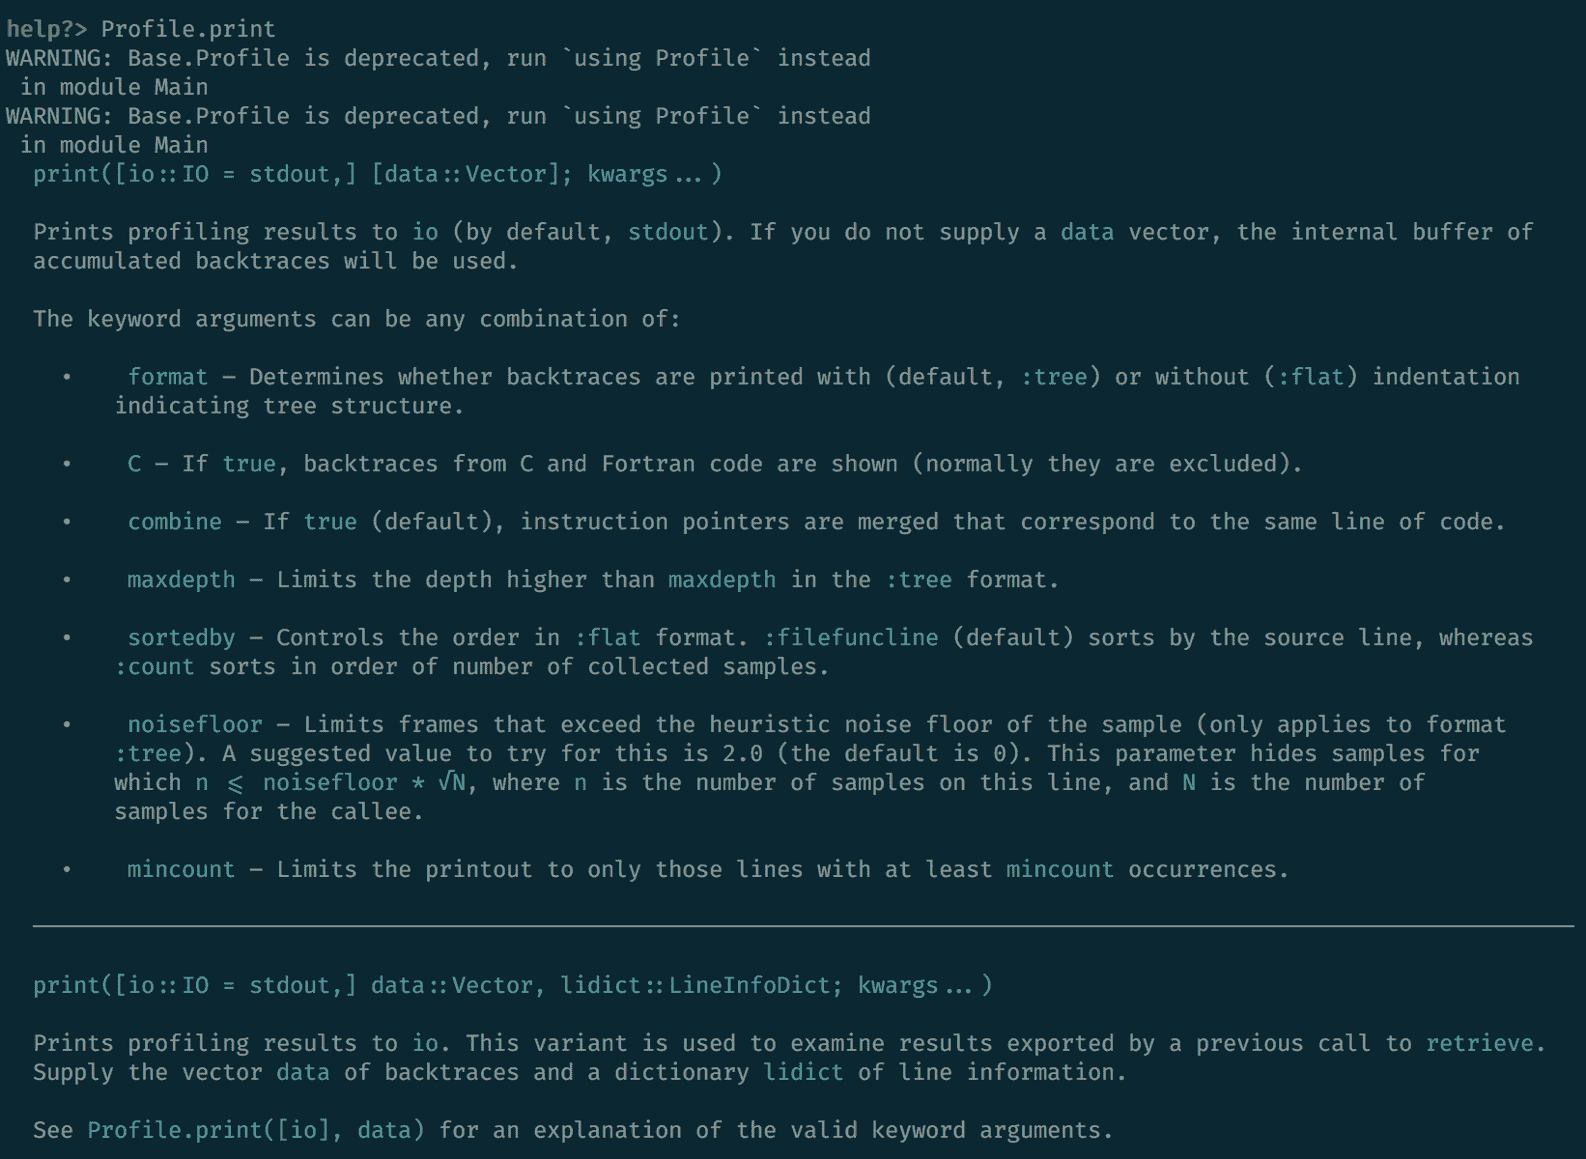 help?> Profile.print
WARNING: Base.Profile is deprecated, run `using Profile` instead
 in module Main
WARNING: Base.Profile is deprecated, run `using Profile` instead
 in module Main
  print([io::IO = stdout,] [data::Vector]; kwargs...)

  Prints profiling results to io (by default, stdout). If you do not supply a data vector, the internal buffer of
  accumulated backtraces will be used.

  The keyword arguments can be any combination of:

    •    format – Determines whether backtraces are printed with (default, :tree) or without (:flat) indentation
        indicating tree structure.

    •    C – If true, backtraces from C and Fortran code are shown (normally they are excluded).

    •    combine – If true (default), instruction pointers are merged that correspond to the same line of code.

    •    maxdepth – Limits the depth higher than maxdepth in the :tree format.

    •    sortedby – Controls the order in :flat format. :filefuncline (default) sorts by the source line, whereas
        :count sorts in order of number of collected samples.

    •    noisefloor – Limits frames that exceed the heuristic noise floor of the sample (only applies to format
        :tree). A suggested value to try for this is 2.0 (the default is 0). This parameter hides samples for
        which n <= noisefloor * √N, where n is the number of samples on this line, and N is the number of
        samples for the callee.

    •    mincount – Limits the printout to only those lines with at least mincount occurrences.

  print([io::IO = stdout,] data::Vector, lidict::LineInfoDict; kwargs...)

  Prints profiling results to io. This variant is used to examine results exported by a previous call to retrieve.
  Supply the vector data of backtraces and a dictionary lidict of line information.

  See Profile.print([io], data) for an explanation of the valid keyword arguments.